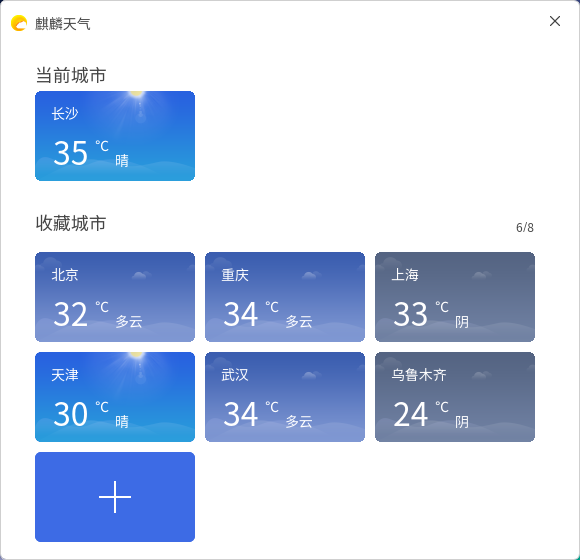 麒麟天气
当前城市
长沙
35 ℃ 晴
收藏城市
6/8
北京
32 ℃ 多云
重庆
34 ℃ 多云
上海
33 ℃ 阴
天津
30 ℃ 晴
武汉
34 ℃ 多云
乌鲁木齐
24 ℃ 阴